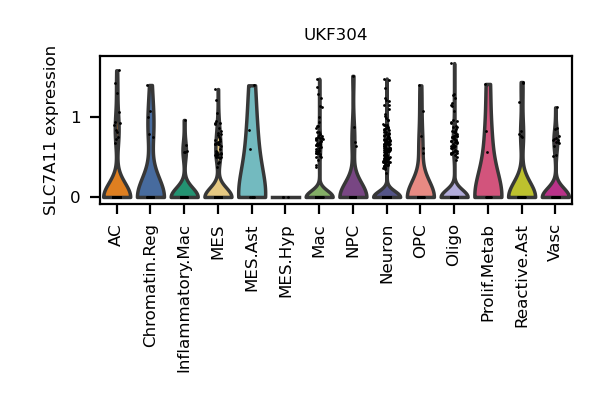 UKF304
SLC7A11 expression
1
0
AC
Chromatin.Reg
Inflammatory.Mac
MES
MES.Ast
MES.Hyp
Mac
NPC
Neuron
OPC
Oligo
Prolif.Metab
Reactive.Ast
Vasc